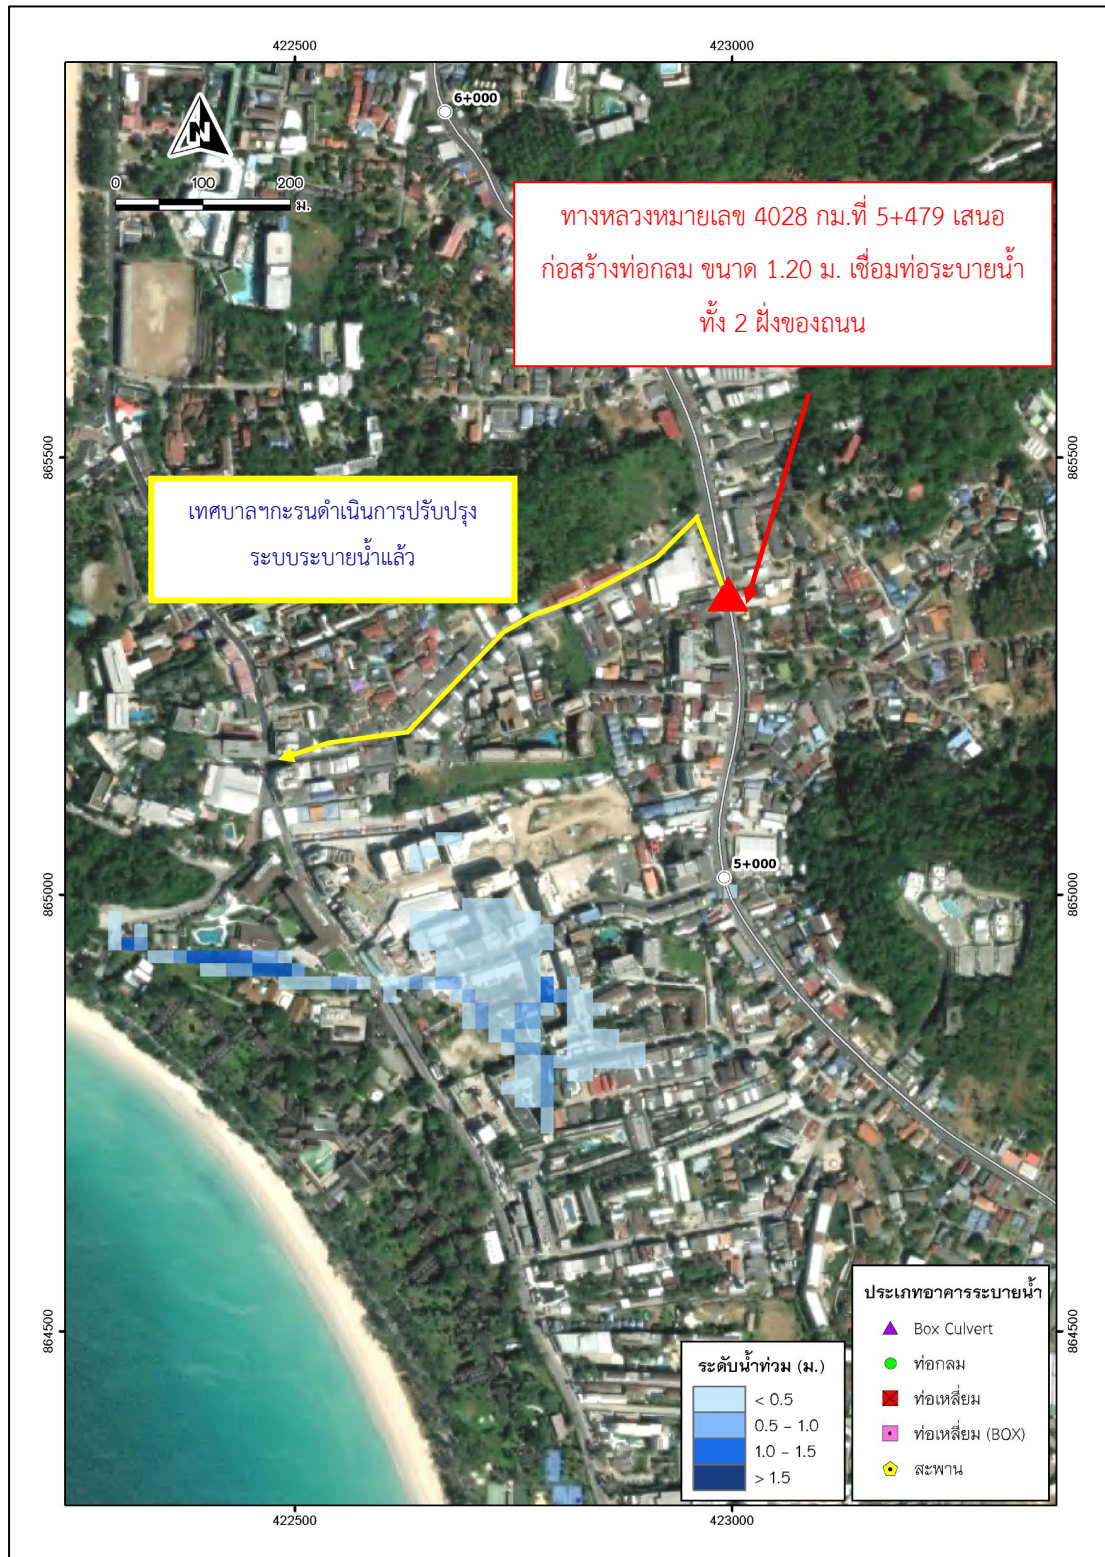 422500
423000
6+000
N
0 100 200
ม.
ทางหลวงหมายเลข 4028 กม.ที่ 5+479 เสนอ
ก่อสร้างท่อกลม ขนาด 1.20 ม. เชื่อมท่อระบายน้ำ
ทั้ง 2 ฝั่งของถนน
865500
865500
เทศบาลฯกะรนดำเนินการปรับปรุง
ระบบระบายน้ำแล้ว
5+000
865000
865000
864500
864500
ระดับน้ำท่วม (ม.)
< 0.5
0.5 – 1.0
1.0 – 1.5
> 1.5
ประเภทอาคารระบายน้ำ
Box Culvert
ท่อกลม
ท่อเหลี่ยม
ท่อเหลี่ยม (BOX)
สะพาน
422500
423000